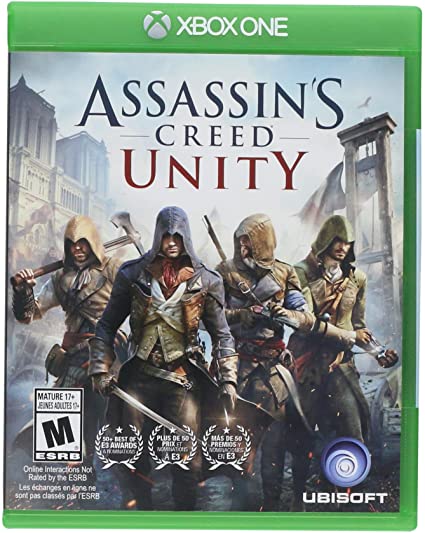 XBOX ONE
ASSASSIN'S
CREED
UNITY
MATURE 17+
JEUNES ADULTES 17+
M
ESRB
Online Interactions Not
Rated by the ESRB
Les échanges en ligne ne
sont pas classés par l'ESRB
50+ BEST OF
E3 AWARDS
& NOMINATIONS
PLUS DE 50
PRIX ET
NOMINATIONS
À E3
MÁS DE 50
PREMIOS Y
NOMINACIONES
EN E3
UBISOFT